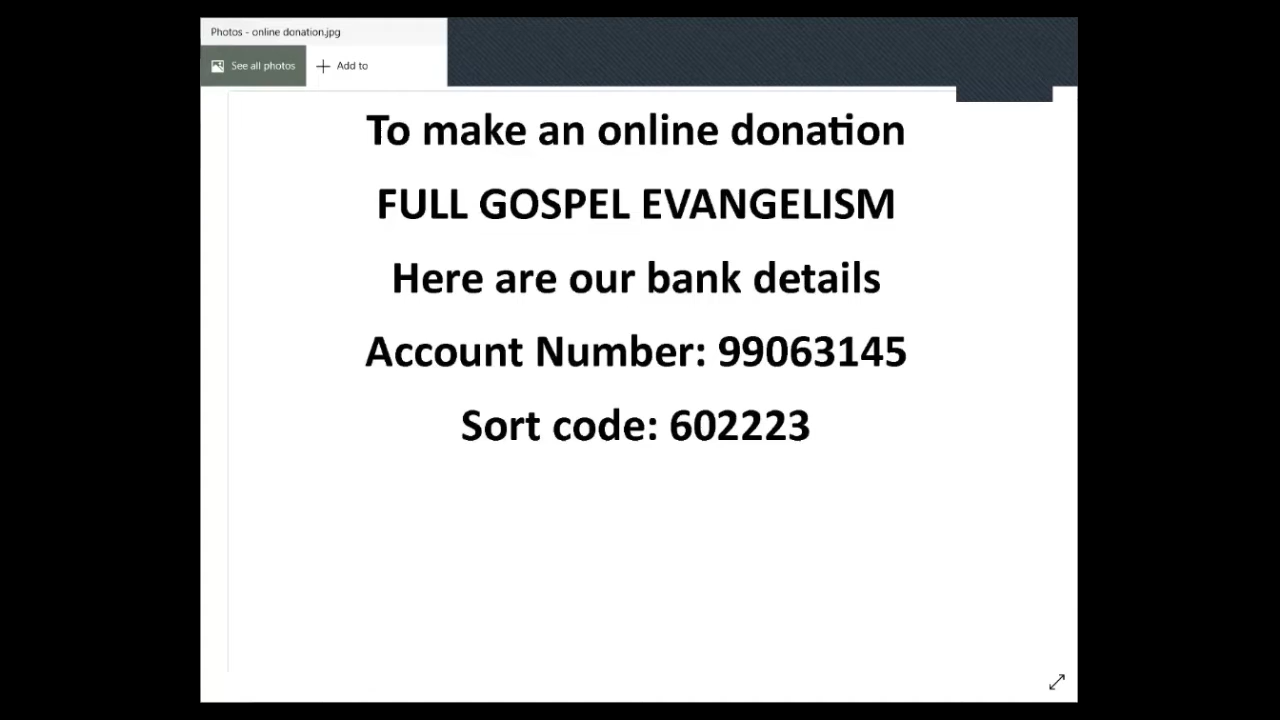 Photos - online donation.jpg
See all photos
Add to
To make an online donation
FULL GOSPEL EVANGELISM
Here are our bank details
Account Number: 99063145
Sort code: 602223